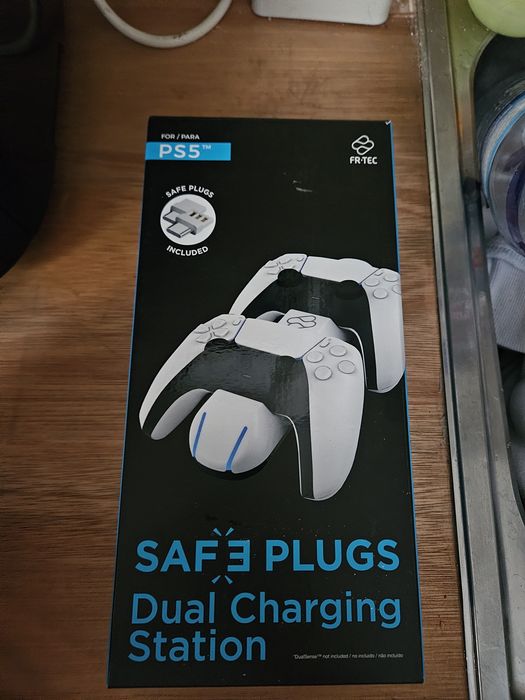 FOR / PARA
PS5™
FR·TEC
SAFE PLUGS
INCLUDED
SAFE PLUGS
Dual Charging
Station
*DualSense™ not included / no incluido / não incluído